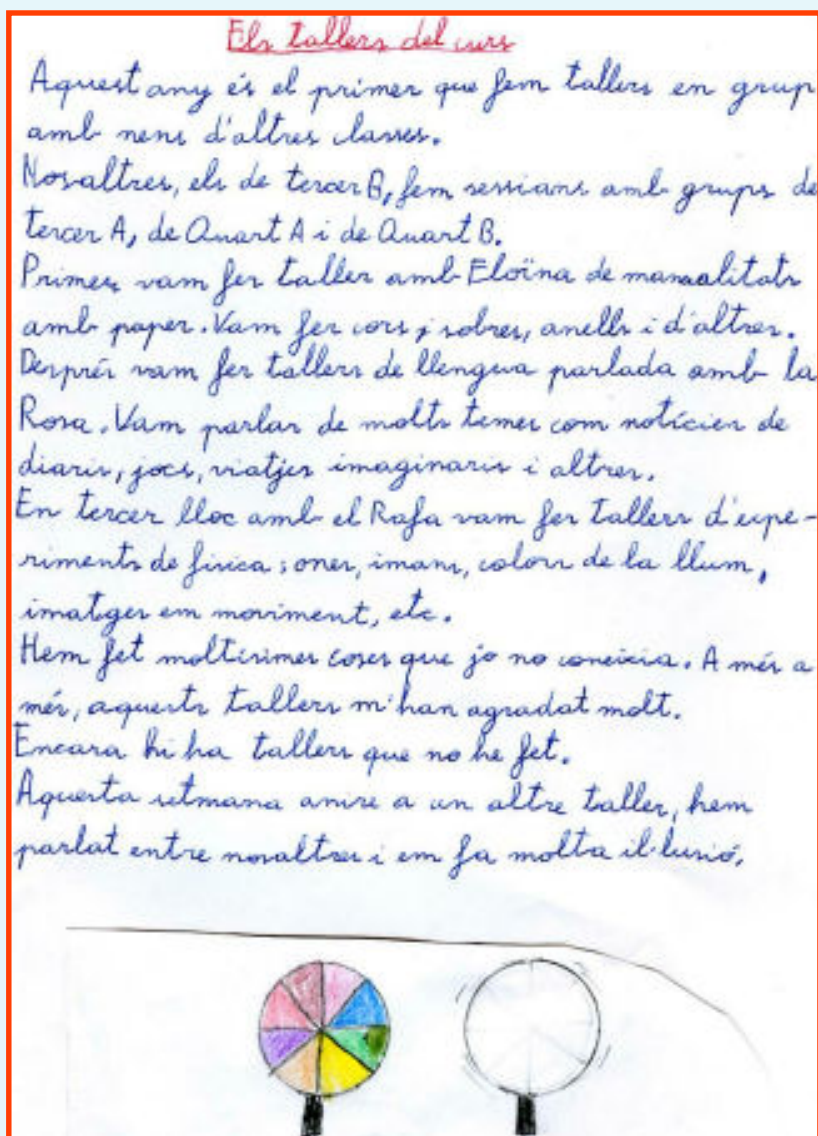 Els tallers del curs
Aquest any és el primer que fem tallers en grup
amb nens d'altres classes.
Nosaltres, els de tercer B, fem sessions amb grups de
tercer A, de Quart A i de Quart B.
Primer, vam fer taller amb Eloïna de manualitats
amb paper. Vam fer cors, sobres, anells i d'altres.
Després vam fer tallers de llengua parlada amb la
Rosa. Vam parlar de molts temes com notícies de
diaris, jocs, viatjes imaginaris i altres.
En tercer lloc amb el Rafa vam fer tallers d'expe-
riments de física: ones, imans, colors de la llum,
imatges em moviment, etc.
Hem fet moltíssimes coses que jo no coneixia. A més a
més, aquests tallers m'han agradat molt.
Encara hi ha tallers que no he fet.
Aquesta setmana anire a un altre taller, hem
parlat entre nosaltres i em fa molta il·lusió.